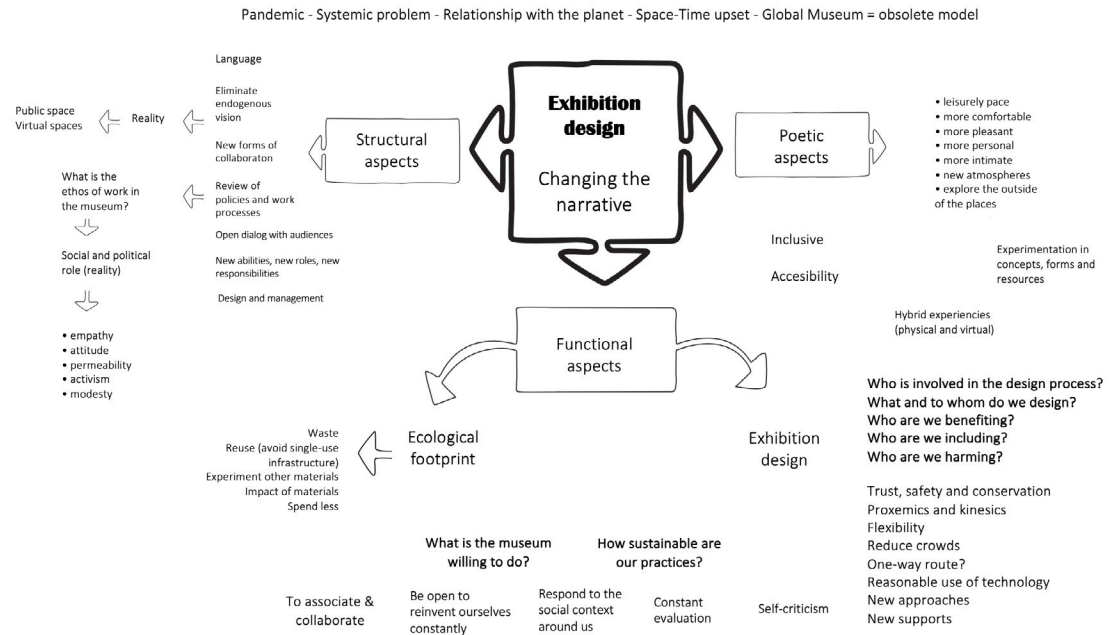 Pandemic - Systemic problem - Relationship with the planet - Space-Time upset - Global Museum = obsolete model
Language
Eliminate
endogenous
vision
New forms of
collaboraton
Review of
policies and work
processes
Open dialog with audiences
New abilities, new roles, new
responsibilities
Design and management
Reality
Public space
Virtual spaces
What is the
ethos of work in
the museum?
Social and political
role (reality)
• empathy
• attitude
• permeability
• activism
• modesty
Structural
aspects
Exhibition
design
Changing the
narrative
Poetic
aspects
• leisurely pace
• more comfortable
• more pleasant
• more personal
• more intimate
• new atmospheres
• explore the outside
of the places
Inclusive
Accesibility
Experimentation in
concepts, forms and
resources
Hybrid experiencies
(physical and virtual)
Functional
aspects
Ecological
footprint
Waste
Reuse (avoid single-use
infrastructure)
Experiment other materials
Impact of materials
Spend less
Exhibition
design
Who is involved in the design process?
What and to whom do we design?
Who are we benefiting?
Who are we including?
Who are we harming?
Trust, safety and conservation
Proxemics and kinesics
Flexibility
Reduce crowds
One-way route?
Reasonable use of technology
New approaches
New supports
What is the museum
willing to do?
How sustainable are
our practices?
To associate &
collaborate
Be open to
reinvent ourselves
constantly
Respond to the
social context
around us
Constant
evaluation
Self-criticism